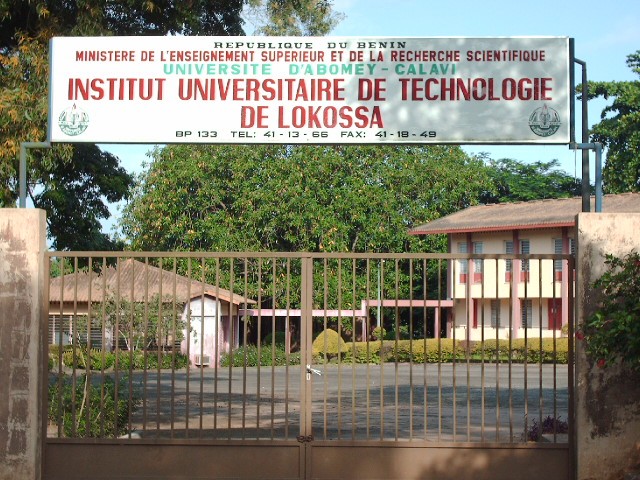 REPUBLIQUE DU BENIN
MINISTERE DE L'ENSEIGNEMENT SUPERIEUR ET DE LA RECHERCHE SCIENTIFIQUE
UNIVERSITE D'ABOMEY-CALAVI
INSTITUT UNIVERSITAIRE DE TECHNOLOGIE
DE LOKOSSA
BP 133 TEL: 41-13-66 FAX: 41-18-49